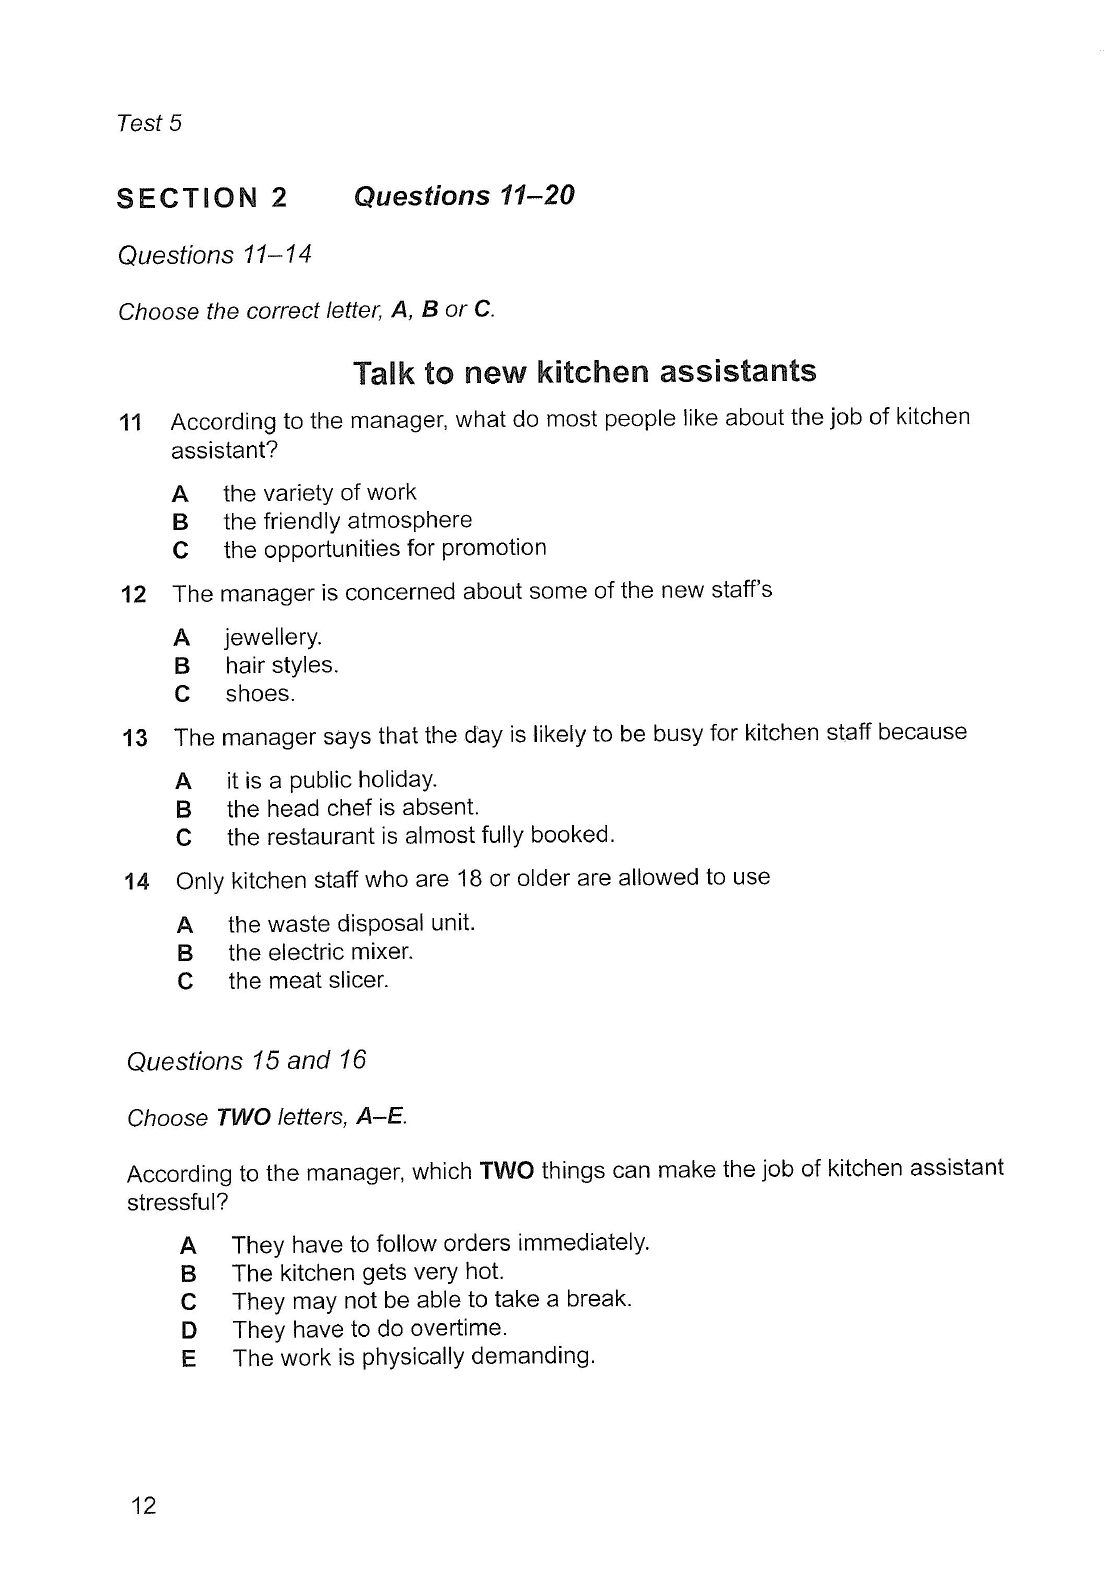 Test 5
SECTION 2 Questions 11–20
Questions 11–14
Choose the correct letter, A, B or C.
Talk to new kitchen assistants
11 According to the manager, what do most people like about the job of kitchen
assistant?
A the variety of work
B the friendly atmosphere
C the opportunities for promotion
12 The manager is concerned about some of the new staff's
A jewellery.
B hair styles.
C shoes.
13 The manager says that the day is likely to be busy for kitchen staff because
A it is a public holiday.
B the head chef is absent.
C the restaurant is almost fully booked.
14 Only kitchen staff who are 18 or older are allowed to use
A the waste disposal unit.
B the electric mixer.
C the meat slicer.
Questions 15 and 16
Choose TWO letters, A–E.
According to the manager, which TWO things can make the job of kitchen assistant
stressful?
A They have to follow orders immediately.
B The kitchen gets very hot.
C They may not be able to take a break.
D They have to do overtime.
E The work is physically demanding.
12